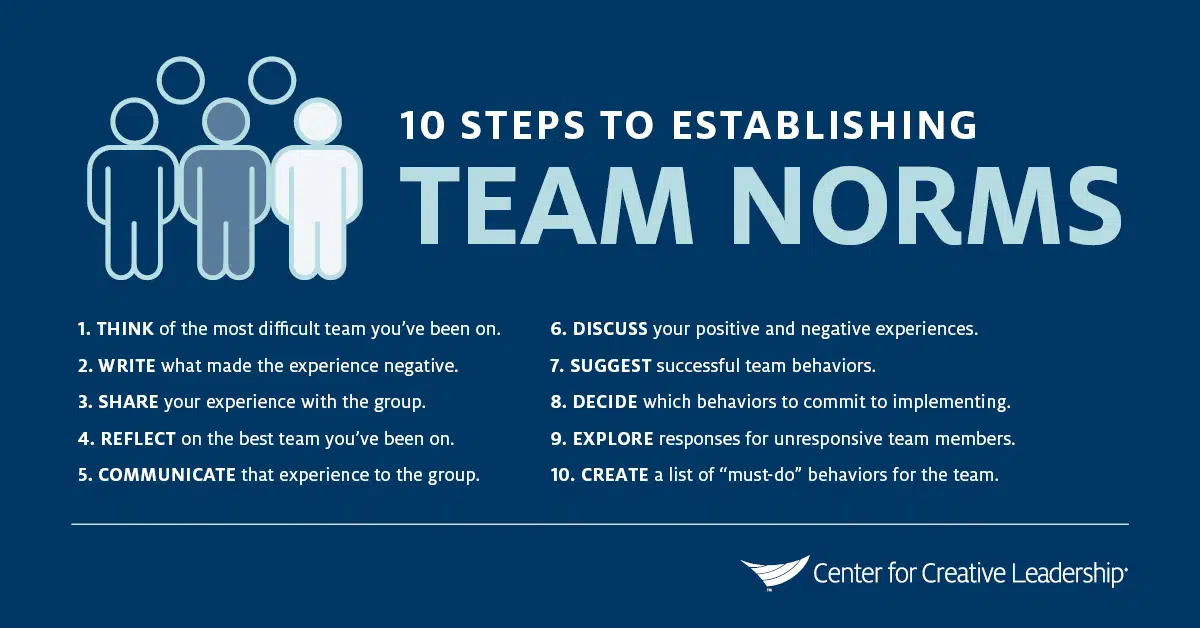 10 STEPS TO ESTABLISHING
TEAM NORMS
1. THINK of the most difficult team you’ve been on.
2. WRITE what made the experience negative.
3. SHARE your experience with the group.
4. REFLECT on the best team you’ve been on.
5. COMMUNICATE that experience to the group.
6. DISCUSS your positive and negative experiences.
7. SUGGEST successful team behaviors.
8. DECIDE which behaviors to commit to implementing.
9. EXPLORE responses for unresponsive team members.
10. CREATE a list of “must-do” behaviors for the team.
Center for Creative Leadership